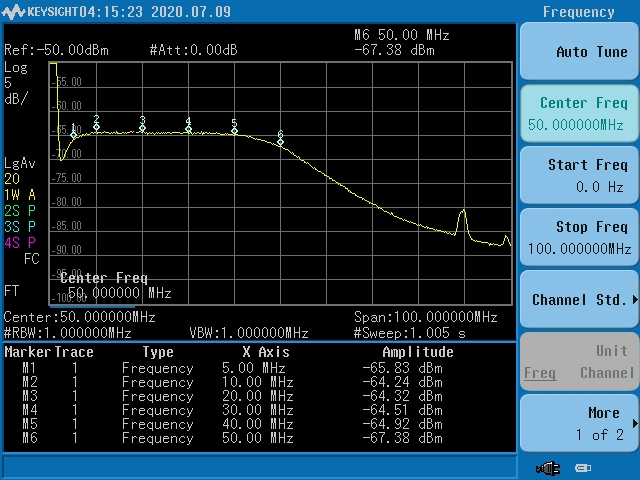 KEYSIGHT 04:15:23 2020.07.09
Frequency
M6 50.00 MHz
Ref:-50.00dBm #Att:0.00dB -67.38 dBm
Log
5
dB/
LgAv
20
1W A
2S P
3S P
4S P
FC
FT
-55.00
-60.00
-65.00
-70.00
-75.00
-80.00
-85.00
-90.00
-95.00
-100.00
1 2 3 4 5 6
Center Freq
50.000000 MHz
Center:50.000000MHz Span:100.000000MHz
#RBW:1.000000MHz VBW:1.000000MHz #Sweep:1.005 s
Marker Trace Type X Axis Amplitude
M1 1 Frequency 5.00 MHz -65.83 dBm
M2 1 Frequency 10.00 MHz -64.24 dBm
M3 1 Frequency 20.00 MHz -64.32 dBm
M4 1 Frequency 30.00 MHz -64.51 dBm
M5 1 Frequency 40.00 MHz -64.92 dBm
M6 1 Frequency 50.00 MHz -67.38 dBm
Auto Tune
Center Freq
50.000000MHz
Start Freq
0.0 Hz
Stop Freq
100.000000MHz
Channel Std.
Unit
Freq Channel
More
1 of 2